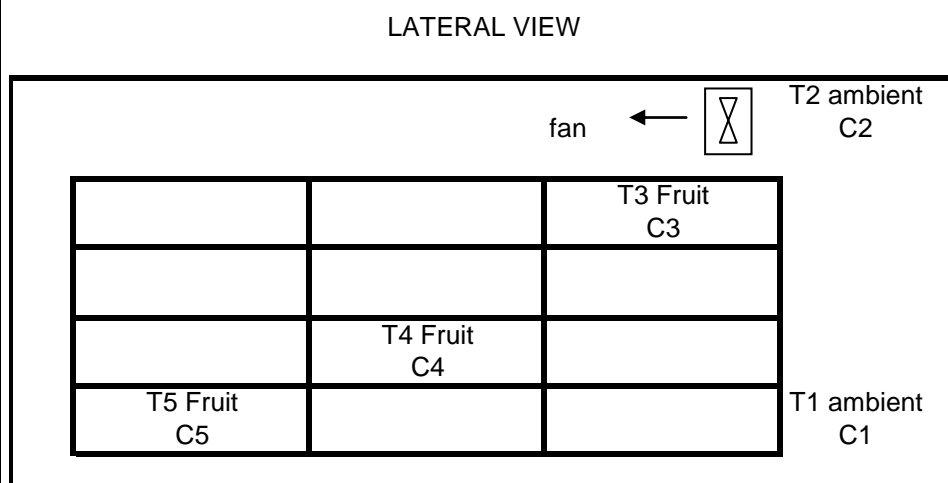 LATERAL VIEW
T2 ambient
C2
fan
T3 Fruit
C3
T4 Fruit
C4
T5 Fruit
C5
T1 ambient
C1